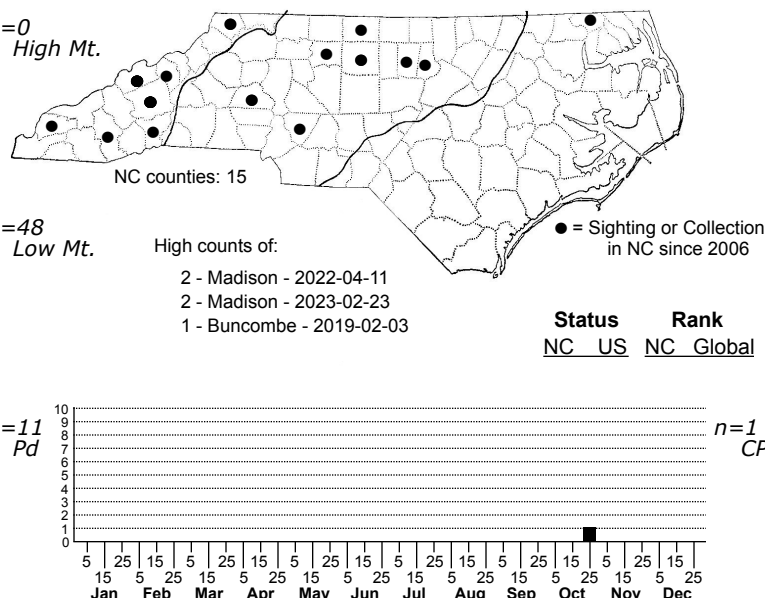 =0
High Mt.
NC counties: 15
=48
Low Mt.
High counts of:
2 - Madison - 2022-04-11
2 - Madison - 2023-02-23
1 - Buncombe - 2019-02-03
● = Sighting or Collection
in NC since 2006
Status Rank
NC US NC Global
=11
Pd
n=1
CP
10
9
8
7
6
5
4
3
2
1
0
5 25 15 5 25 15 5 25 15 5 25 15 5 25 15 5 25 15
15 5 25 15 5 25 15 5 25 15 5 25 15 5 25 15 5 25
Jan Feb Mar Apr May Jun Jul Aug Sep Oct Nov Dec